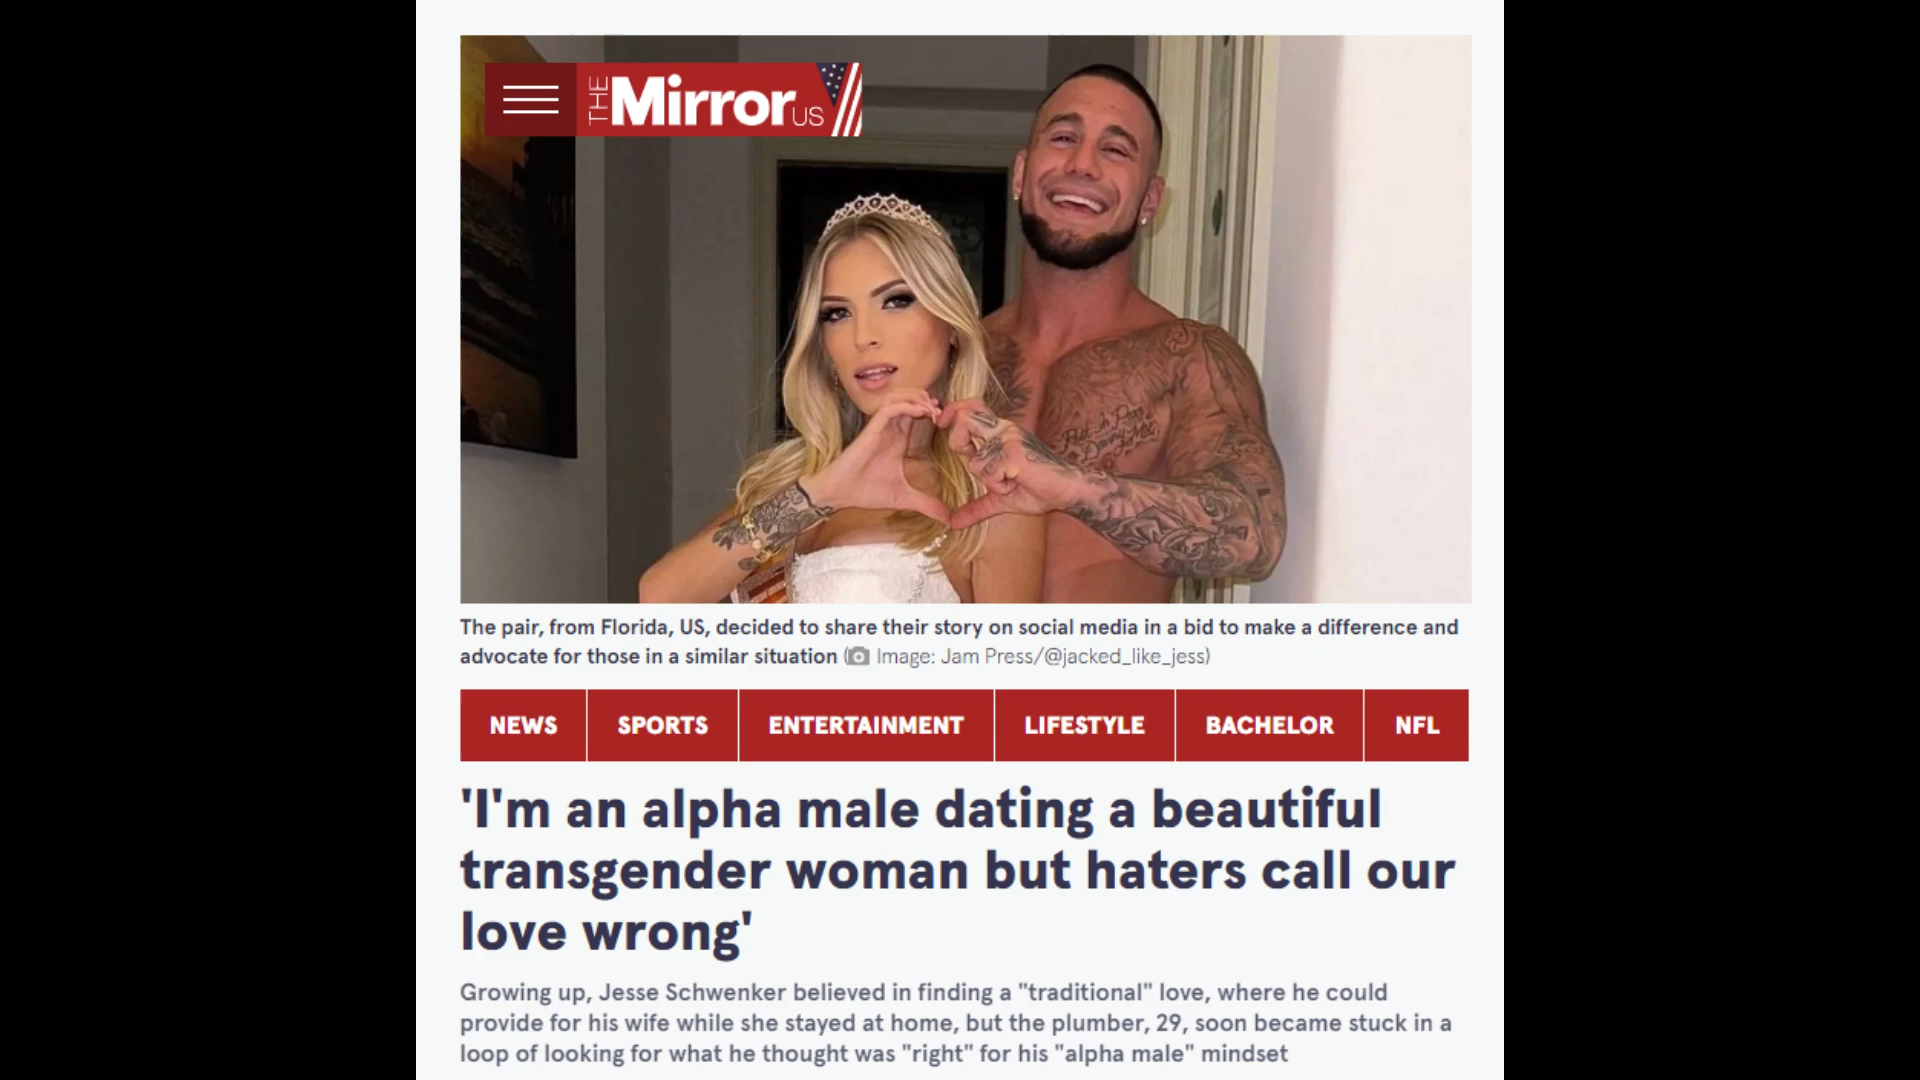 THE Mirror US
The pair, from Florida, US, decided to share their story on social media in a bid to make a difference and
advocate for those in a similar situation (Image: Jam Press/@jacked_like_jess)
NEWS SPORTS ENTERTAINMENT LIFESTYLE BACHELOR NFL
'I'm an alpha male dating a beautiful
transgender woman but haters call our
love wrong'
Growing up, Jesse Schwenker believed in finding a "traditional" love, where he could
provide for his wife while she stayed at home, but the plumber, 29, soon became stuck in a
loop of looking for what he thought was "right" for his "alpha male" mindset